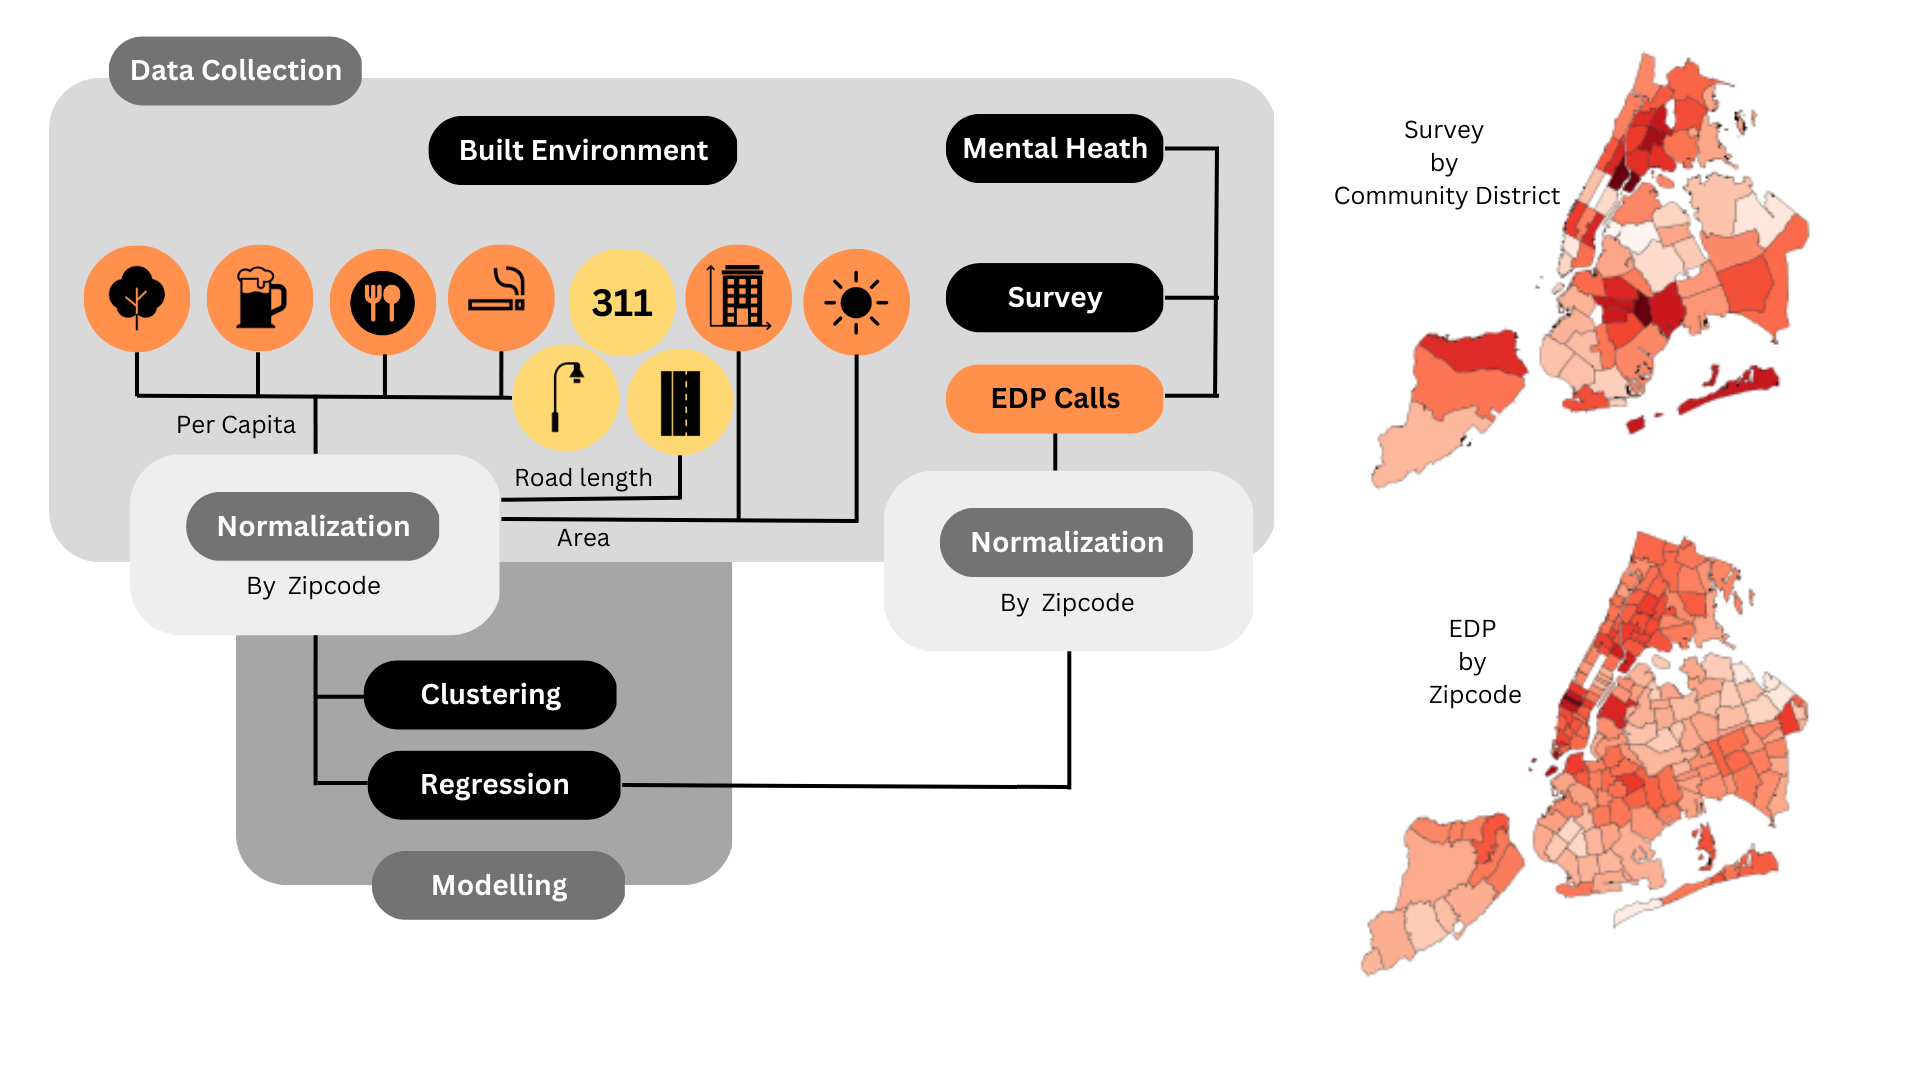 Data Collection
Built Environment
Mental Heath
311
Survey
EDP Calls
Per Capita
Road length
Area
Normalization
By Zipcode
Normalization
By Zipcode
Clustering
Regression
Modelling
Survey
by
Community District
EDP
by
Zipcode